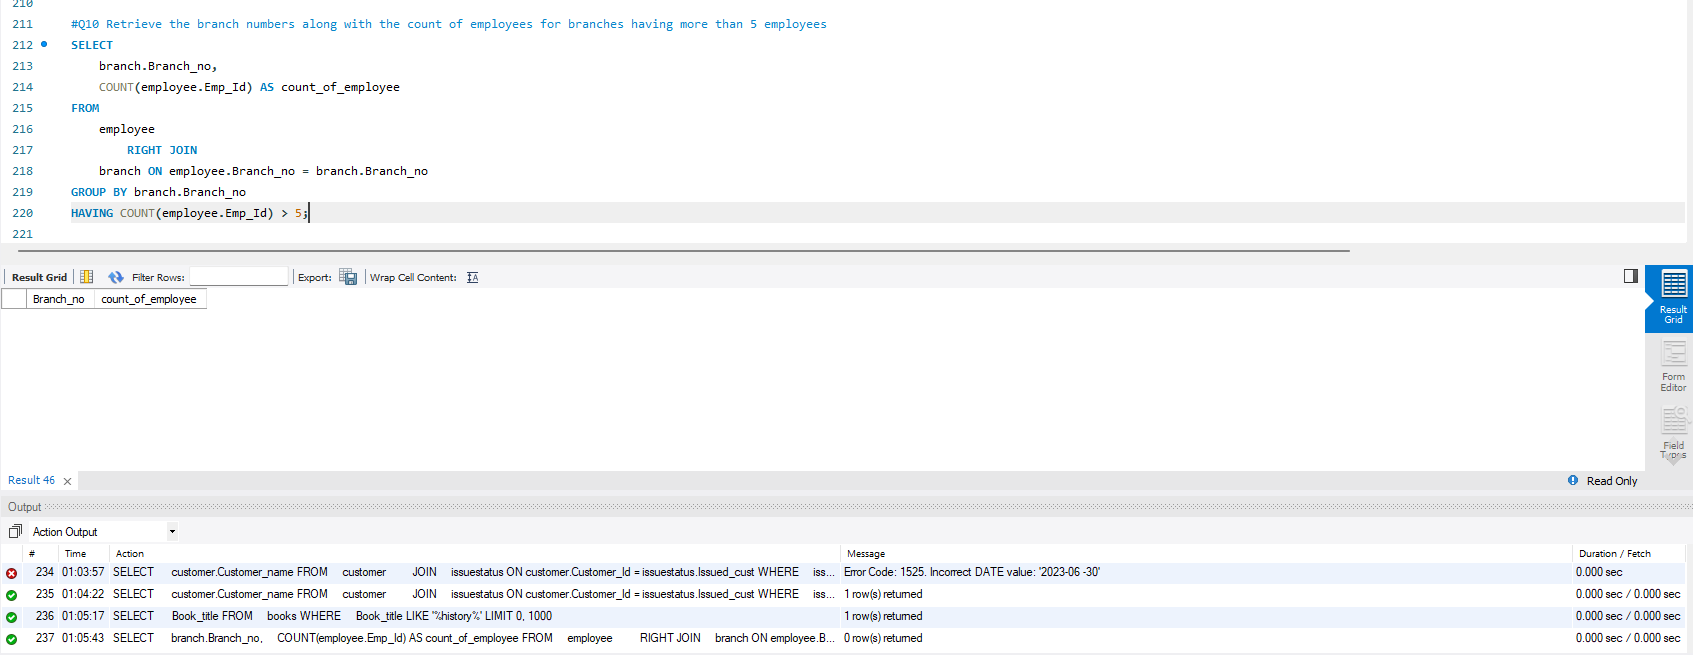 210
211 #Q10 Retrieve the branch numbers along with the count of employees for branches having more than 5 employees
212 SELECT
213 branch.Branch_no,
214 COUNT(employee.Emp_Id) AS count_of_employee
215 FROM
216 employee
217 RIGHT JOIN
218 branch ON employee.Branch_no = branch.Branch_no
219 GROUP BY branch.Branch_no
220 HAVING COUNT(employee.Emp_Id) > 5;
221
Result Grid Filter Rows: Export: Wrap Cell Content: IA
Branch_no count_of_employee
Result Grid
Form Editor
Field Types
Result 46 Read Only
Output
Action Output
# Time Action Message Duration / Fetch
234 01:03:57 SELECT customer.Customer_name FROM customer JOIN issuestatus ON customer.Customer_Id = issuestatus.Issued_cust WHERE iss... Error Code: 1525. Incorrect DATE value: '2023-06 -30' 0.000 sec
235 01:04:22 SELECT customer.Customer_name FROM customer JOIN issuestatus ON customer.Customer_Id = issuestatus.Issued_cust WHERE iss... 1 row(s) returned 0.000 sec / 0.000 sec
236 01:05:17 SELECT Book_title FROM books WHERE Book_title LIKE '%history%' LIMIT 0, 1000 1 row(s) returned 0.000 sec / 0.000 sec
237 01:05:43 SELECT branch.Branch_no, COUNT(employee.Emp_Id) AS count_of_employee FROM employee RIGHT JOIN branch ON employee.B... 0 row(s) returned 0.000 sec / 0.000 sec